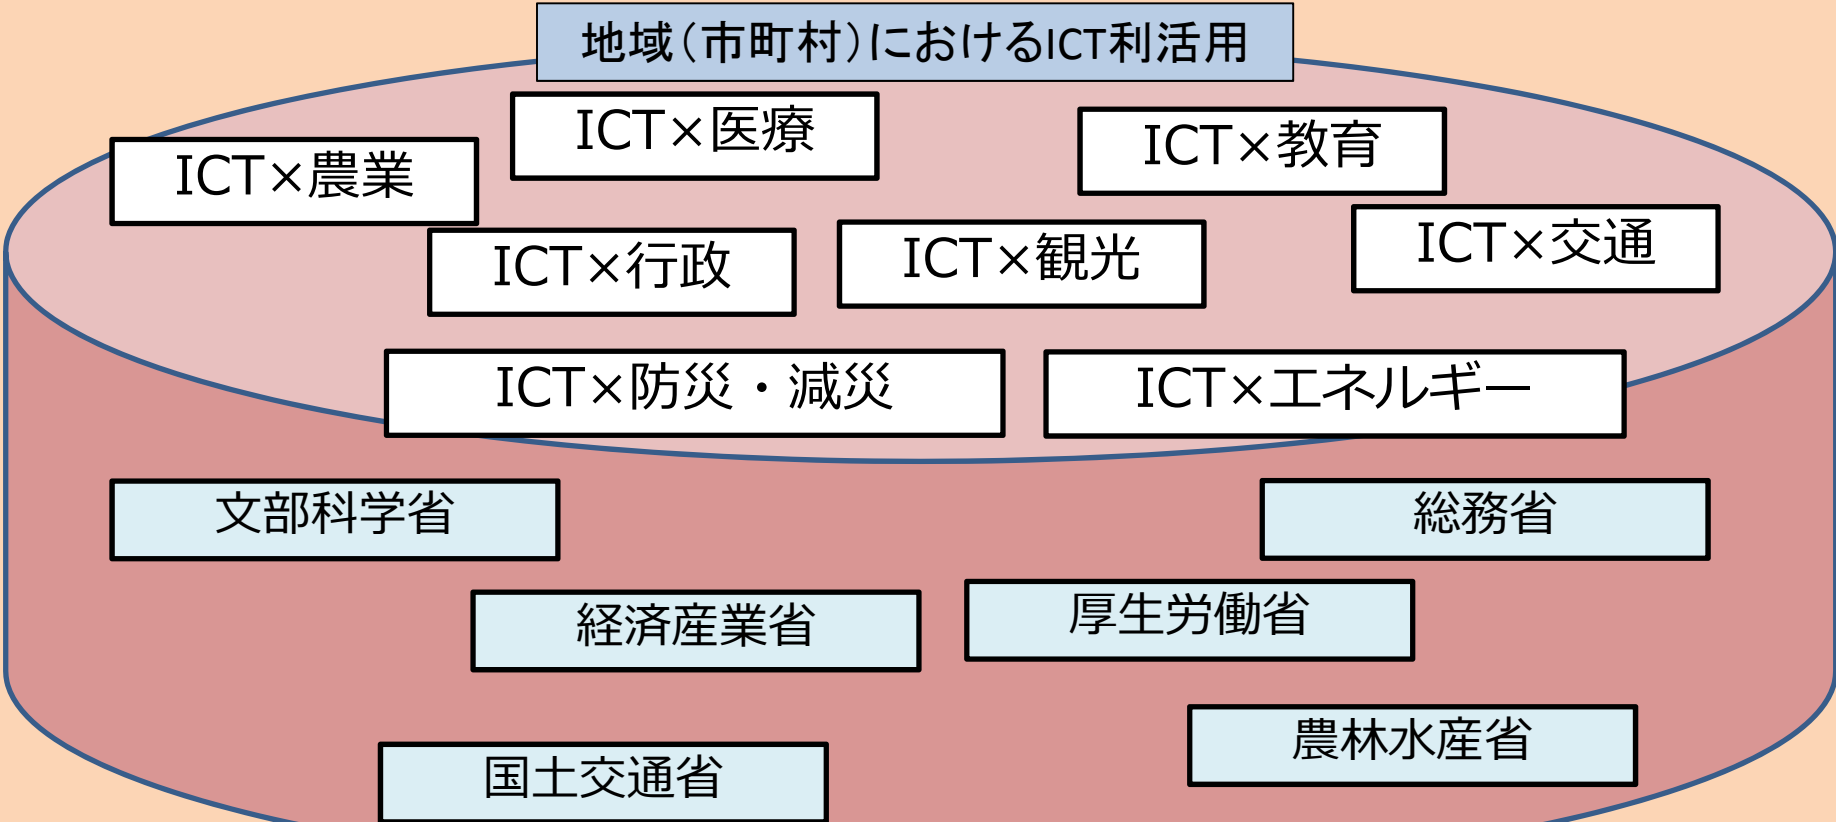 地域（市町村）におけるICT利活用
ICT×医療
ICT×教育
ICT×農業
ICT×交通
ICT×行政
ICT×観光
ICT×防災・減災
ICT×エネルギー
文部科学省
総務省
経済産業省
厚生労働省
農林水産省
国土交通省